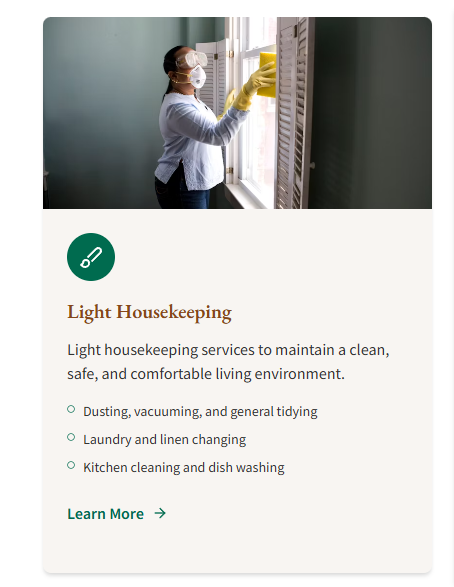 Light Housekeeping
Light housekeeping services to maintain a clean,
safe, and comfortable living environment.
Dusting, vacuuming, and general tidying
Laundry and linen changing
Kitchen cleaning and dish washing
Learn More →